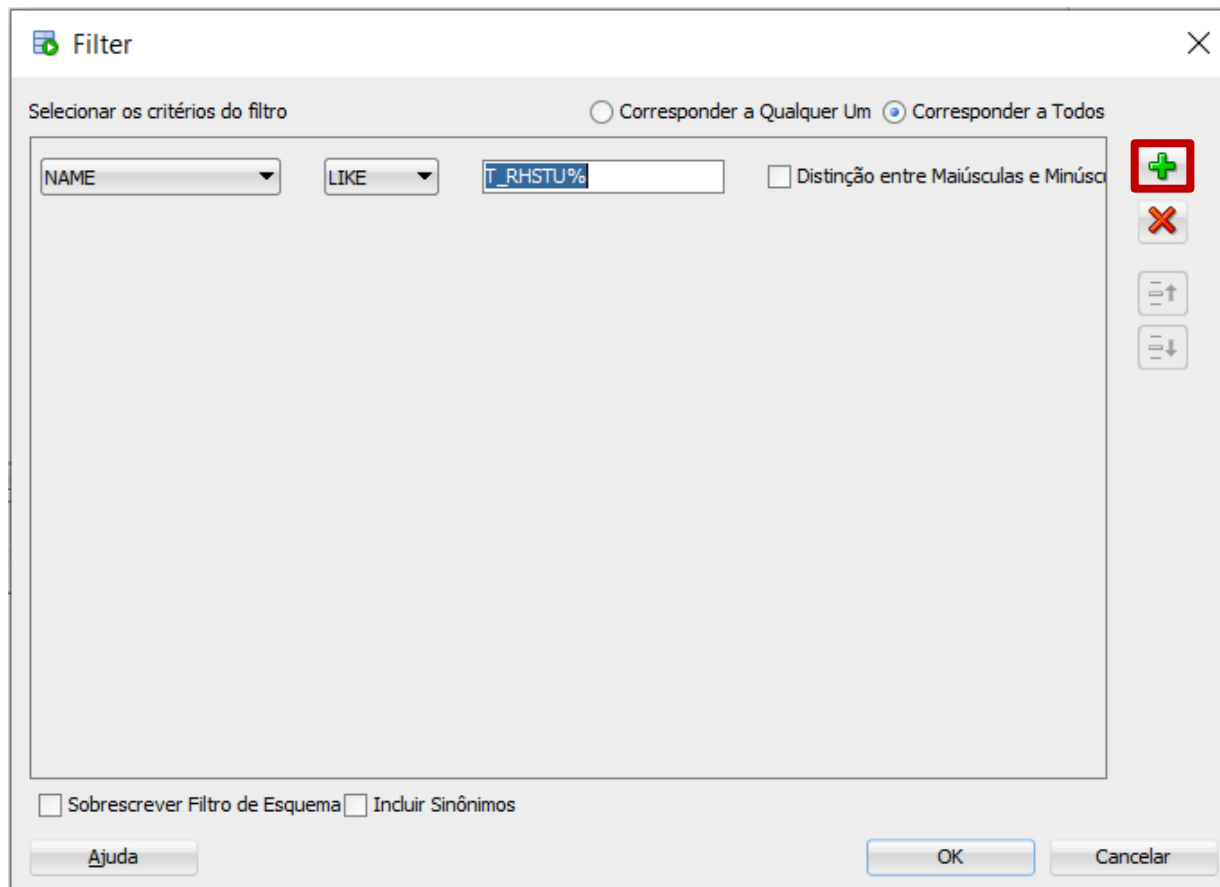 Filter
Selecionar os critérios do filtro
Corresponder a Qualquer Um Corresponder a Todos
NAME LIKE T_RHSTU% Distinção entre Maiúsculas e Minúsc
Sobrescrever Filtro de Esquema Incluir Sinônimos
Ajuda OK Cancelar